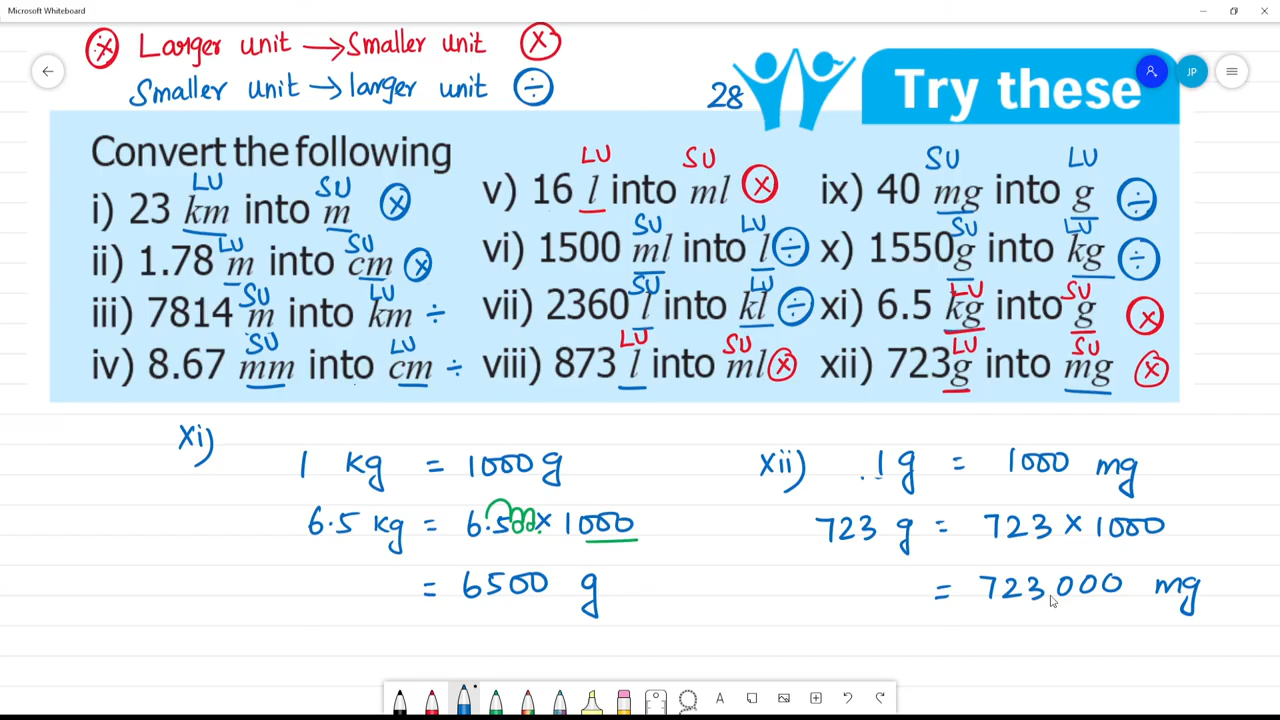 Microsoft Whiteboard
Larger unit → Smaller unit ×
Smaller unit → larger unit ÷
28
Try these
JP
Convert the following
LU SU
i) 23 km into m ×
LU SU
ii) 1.78 m into cm ×
SU LU
iii) 7814 m into km ÷
SU LU
iv) 8.67 mm into cm ÷
LU SU
v) 16 l into ml ×
SU LU
vi) 1500 ml into l ÷
SU LU
vii) 2360 l into kl ÷
LU SU
viii) 873 l into ml ×
SU LU
ix) 40 mg into g ÷
SU LU
x) 1550g into kg ÷
LU SU
xi) 6.5 kg into g ×
LU SU
xii) 723g into mg ×
xi)
1 kg = 1000 g
6.5 kg = 6.500 × 1000
= 6500 g
xii) 1 g = 1000 mg
723 g = 723 × 1000
= 723000 mg
A